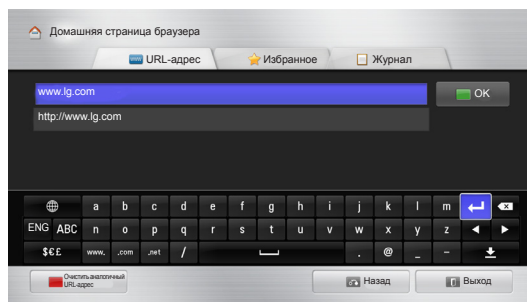 Домашняя страница браузера
URL-адрес Избранное Журнал
www.lg.com OK
http://www.lg.com
a b c d e f g h i j k l m
ENG ABC n o p q r s t u v w x y z
$€£ www. .com .net / . @ _ -
Очистить аналогичный
URL-адрес
Назад Выход